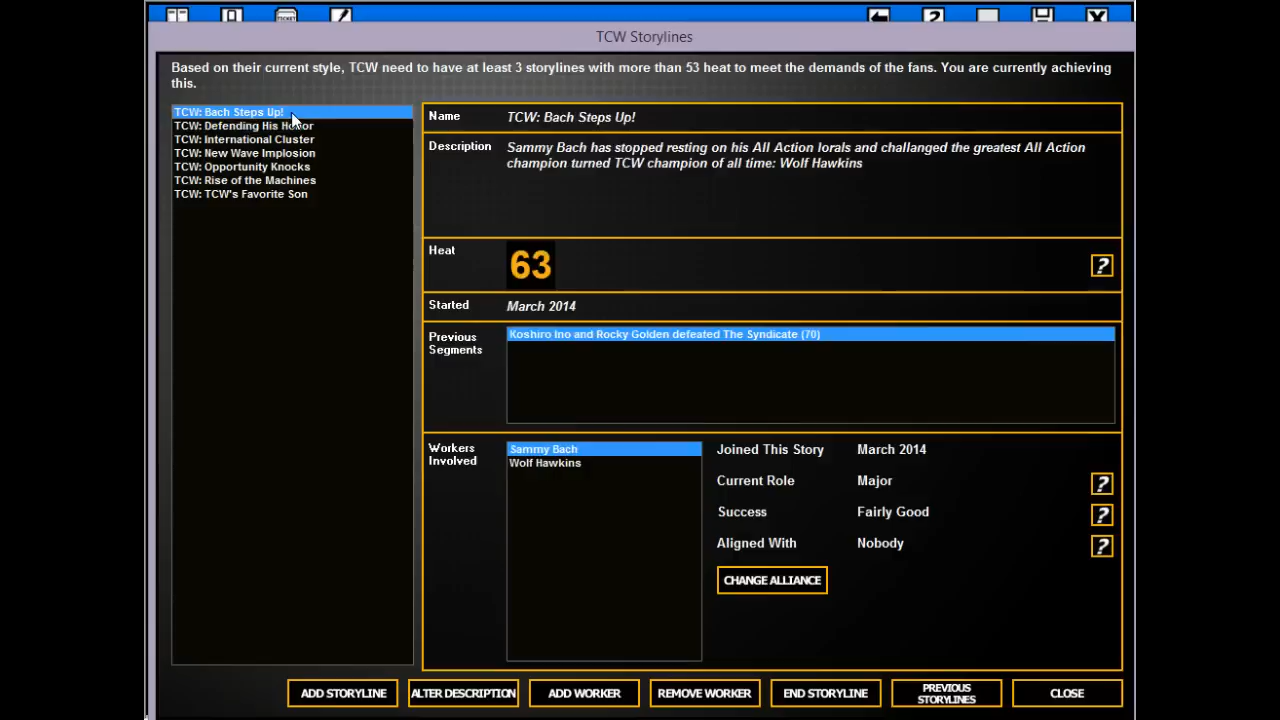 TICKET
?
X
TCW Storylines
Based on their current style, TCW need to have at least 3 storylines with more than 53 heat to meet the demands of the fans. You are currently achieving
this.
TCW: Bach Steps Up!
TCW: Defending His Honor
TCW: International Cluster
TCW: New Wave Implosion
TCW: Opportunity Knocks
TCW: Rise of the Machines
TCW: TCW's Favorite Son
Name
TCW: Bach Steps Up!
Description
Sammy Bach has stopped resting on his All Action lorals and challanged the greatest All Action
champion turned TCW champion of all time: Wolf Hawkins
Heat
63
?
Started
March 2014
Previous
Segments
Koshiro Ino and Rocky Golden defeated The Syndicate (70)
Workers
Involved
Sammy Bach
Wolf Hawkins
Joined This Story
March 2014
Current Role
Major
?
Success
Fairly Good
?
Aligned With
Nobody
?
CHANGE ALLIANCE
ADD STORYLINE
ALTER DESCRIPTION
ADD WORKER
REMOVE WORKER
END STORYLINE
PREVIOUS
STORYLINES
CLOSE